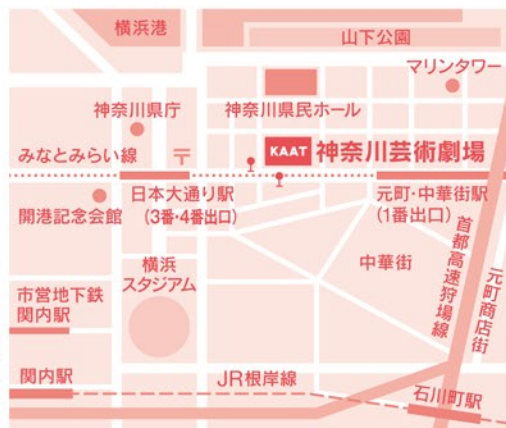 横浜港
山下公園
マリンタワー
神奈川県庁
神奈川県民ホール
みなとみらい線
〒
KAAT 神奈川芸術劇場
開港記念会館
日本大通り駅
(3番・4番出口)
元町・中華街駅
(1番出口)
横浜
スタジアム
中華街
首都高速狩場線
元町商店街
市営地下鉄
関内駅
関内駅
JR根岸線
石川町駅